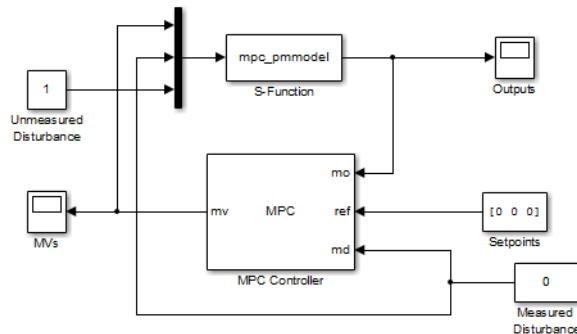 mpc_pmmodel
S-Function
Outputs
1
Unmeasured
Disturbance
mo
mv
MPC
ref
md
MPC Controller
MVs
[0 0 0]
Setpoints
0
Measured
Disturbance